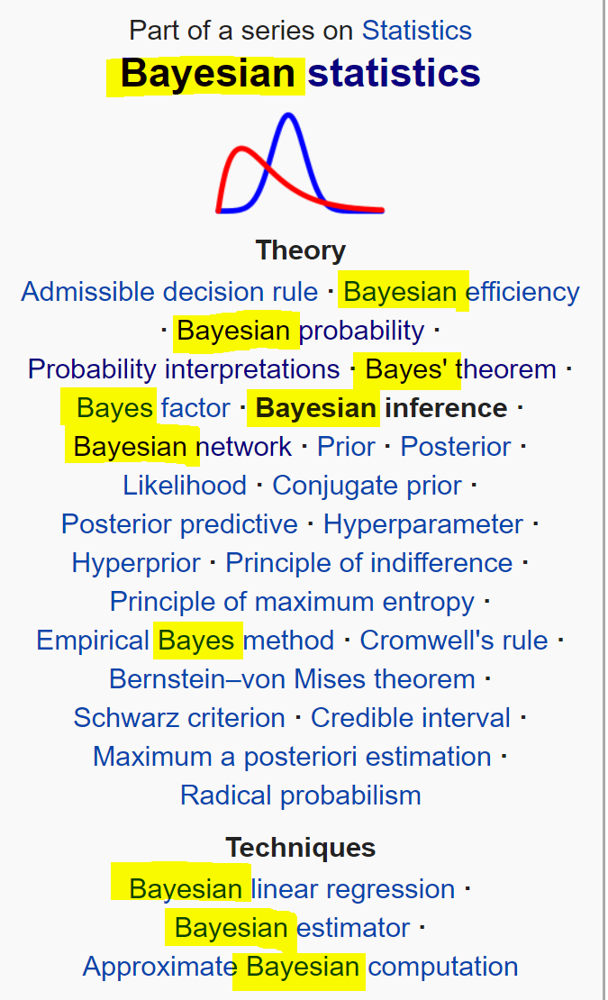 Part of a series on Statistics
Bayesian statistics
Theory
Admissible decision rule · Bayesian efficiency
· Bayesian probability ·
Probability interpretations · Bayes' theorem ·
Bayes factor · Bayesian inference ·
Bayesian network · Prior · Posterior ·
Likelihood · Conjugate prior ·
Posterior predictive · Hyperparameter ·
Hyperprior · Principle of indifference ·
Principle of maximum entropy ·
Empirical Bayes method · Cromwell's rule ·
Bernstein–von Mises theorem ·
Schwarz criterion · Credible interval ·
Maximum a posteriori estimation ·
Radical probabilism
Techniques
Bayesian linear regression ·
Bayesian estimator ·
Approximate Bayesian computation